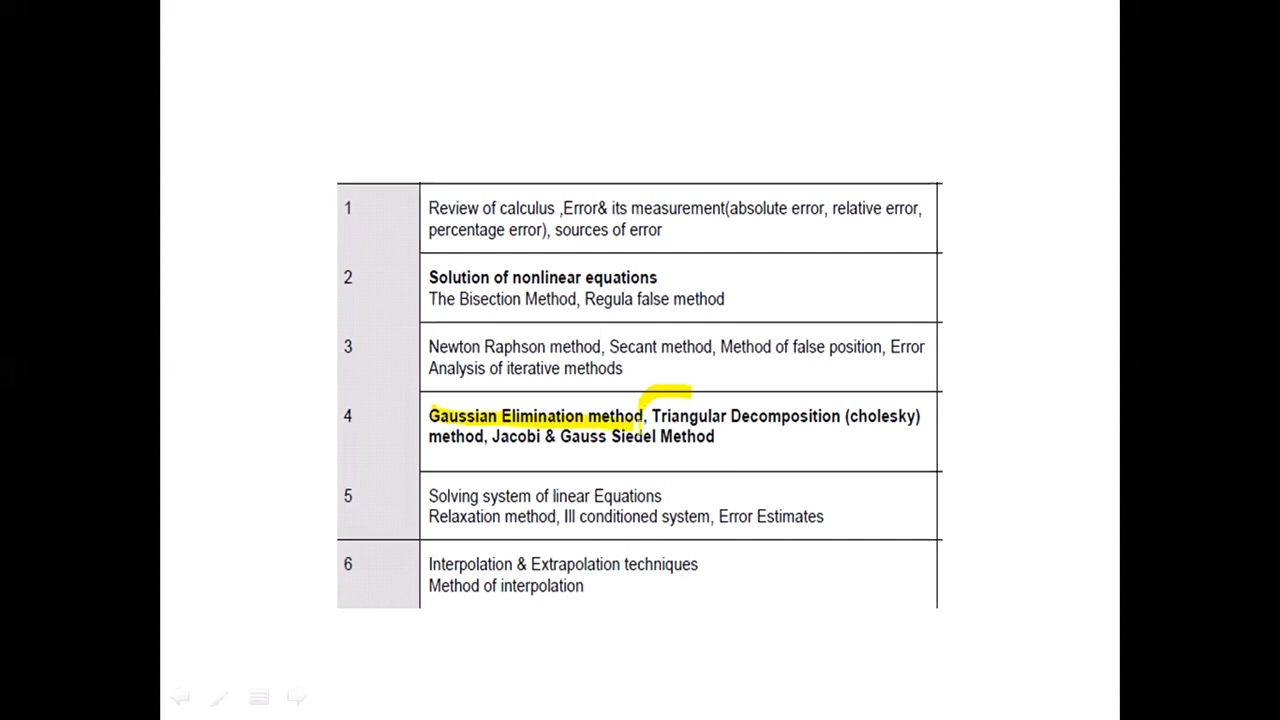 1
Review of calculus ,Error& its measurement(absolute error, relative error,
percentage error), sources of error
2
Solution of nonlinear equations
The Bisection Method, Regula false method
3
Newton Raphson method, Secant method, Method of false position, Error
Analysis of iterative methods
4
Gaussian Elimination method, Triangular Decomposition (cholesky)
method, Jacobi & Gauss Siedel Method
5
Solving system of linear Equations
Relaxation method, Ill conditioned system, Error Estimates
6
Interpolation & Extrapolation techniques
Method of interpolation